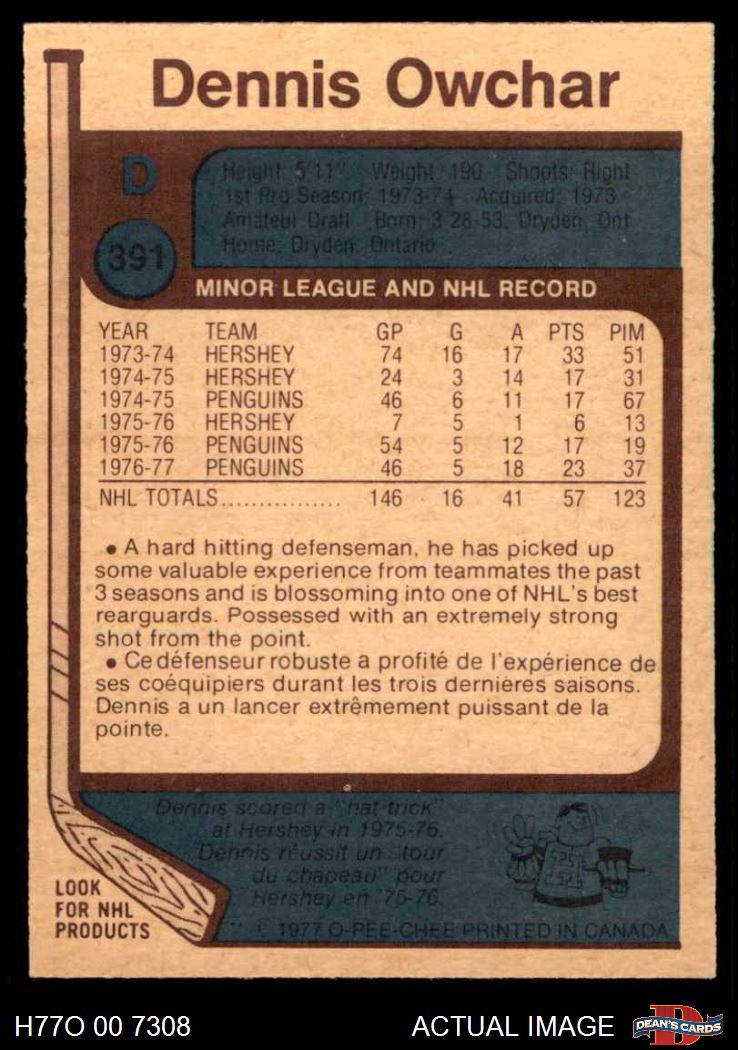 Dennis Owchar
D
391
Height: 5'11" Weight: 190 Shoots: Right
1st Pro Season: 1973-74 Acquired: 1973
Amateur Draft Born: 3-28-53, Dryden, Ont
Home: Dryden, Ontario
MINOR LEAGUE AND NHL RECORD
YEAR TEAM GP G A PTS PIM
1973-74 HERSHEY 74 16 17 33 51
1974-75 HERSHEY 24 3 14 17 31
1974-75 PENGUINS 46 6 11 17 67
1975-76 HERSHEY 7 5 1 6 13
1975-76 PENGUINS 54 5 12 17 19
1976-77 PENGUINS 46 5 18 23 37
NHL TOTALS................ 146 16 41 57 123
• A hard hitting defenseman, he has picked up
some valuable experience from teammates the past
3 seasons and is blossoming into one of NHL's best
rearguards. Possessed with an extremely strong
shot from the point.
• Ce défenseur robuste a profité de l'expérience de
ses coéquipiers durant les trois dernières saisons.
Dennis a un lancer extrêmement puissant de la
pointe.
Dennis scored a "hat trick"
at Hershey in 1975-76.
Dennis réussit un "tour
du chapeau" pour
Hershey en '75-76.
H
LOOK
FOR NHL
PRODUCTS
© 1977 O-PEE-CHEE PRINTED IN CANADA
H77O 00 7308
ACTUAL IMAGE
D
DEAN'S CARDS